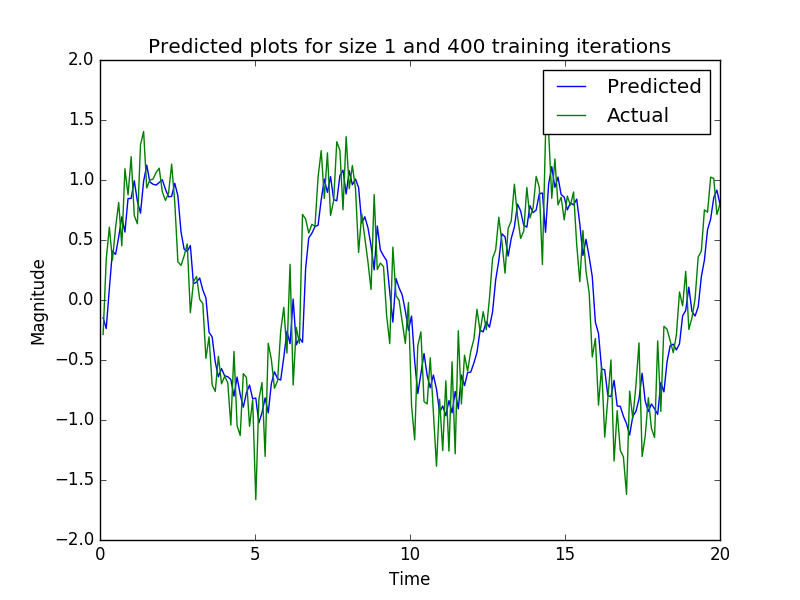 Predicted plots for size 1 and 400 training iterations
Predicted
Actual
2.0
1.5
1.0
0.5
0.0
−0.5
−1.0
−1.5
−2.0
Magnitude
0 5 10 15 20
Time